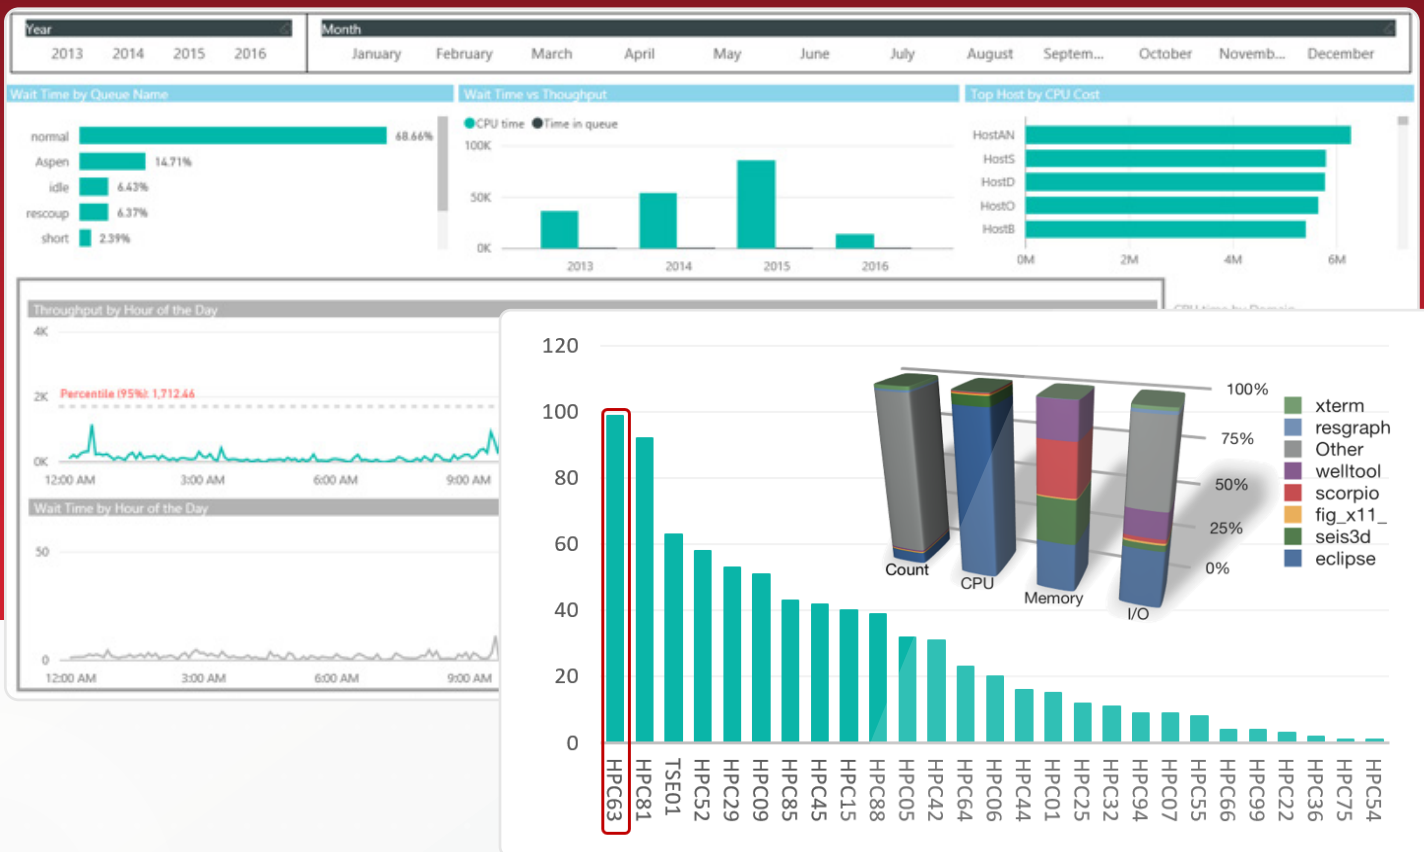 Year
2013 2014 2015 2016
Month
January February March April May June July August Septem... October Novemb... December
Wait Time by Queue Name
normal 68.66%
Aspen 14.71%
idle 6.43%
rescoup 6.37%
short 2.39%
Wait Time vs Thoughput
CPU time Time in queue
100K
50K
0K
2013 2014 2015 2016
Top Host by CPU Cost
HostAN
HostS
HostD
HostO
HostB
0M 2M 4M 6M
Throughput by Hour of the Day
4K
2K
0K
Percentile (95%): 1,712.46
12:00 AM 3:00 AM 6:00 AM 9:00 AM
Wait Time by Hour of the Day
50
0
12:00 AM 3:00 AM 6:00 AM 9:00 AM
CPU time by Domain
120
100
80
60
40
20
0
HPC63
HPC81
TSE01
HPC52
HPC29
HPC09
HPC85
HPC45
HPC15
HPC88
HPC05
HPC42
HPC64
HPC06
HPC44
HPC01
HPC25
HPC32
HPC94
HPC07
HPC55
HPC66
HPC99
HPC22
HPC36
HPC75
HPC54
100%
75%
50%
25%
0%
Count
CPU
Memory
I/O
xterm
resgraph
Other
welltool
scorpio
fig_x11_
seis3d
eclipse